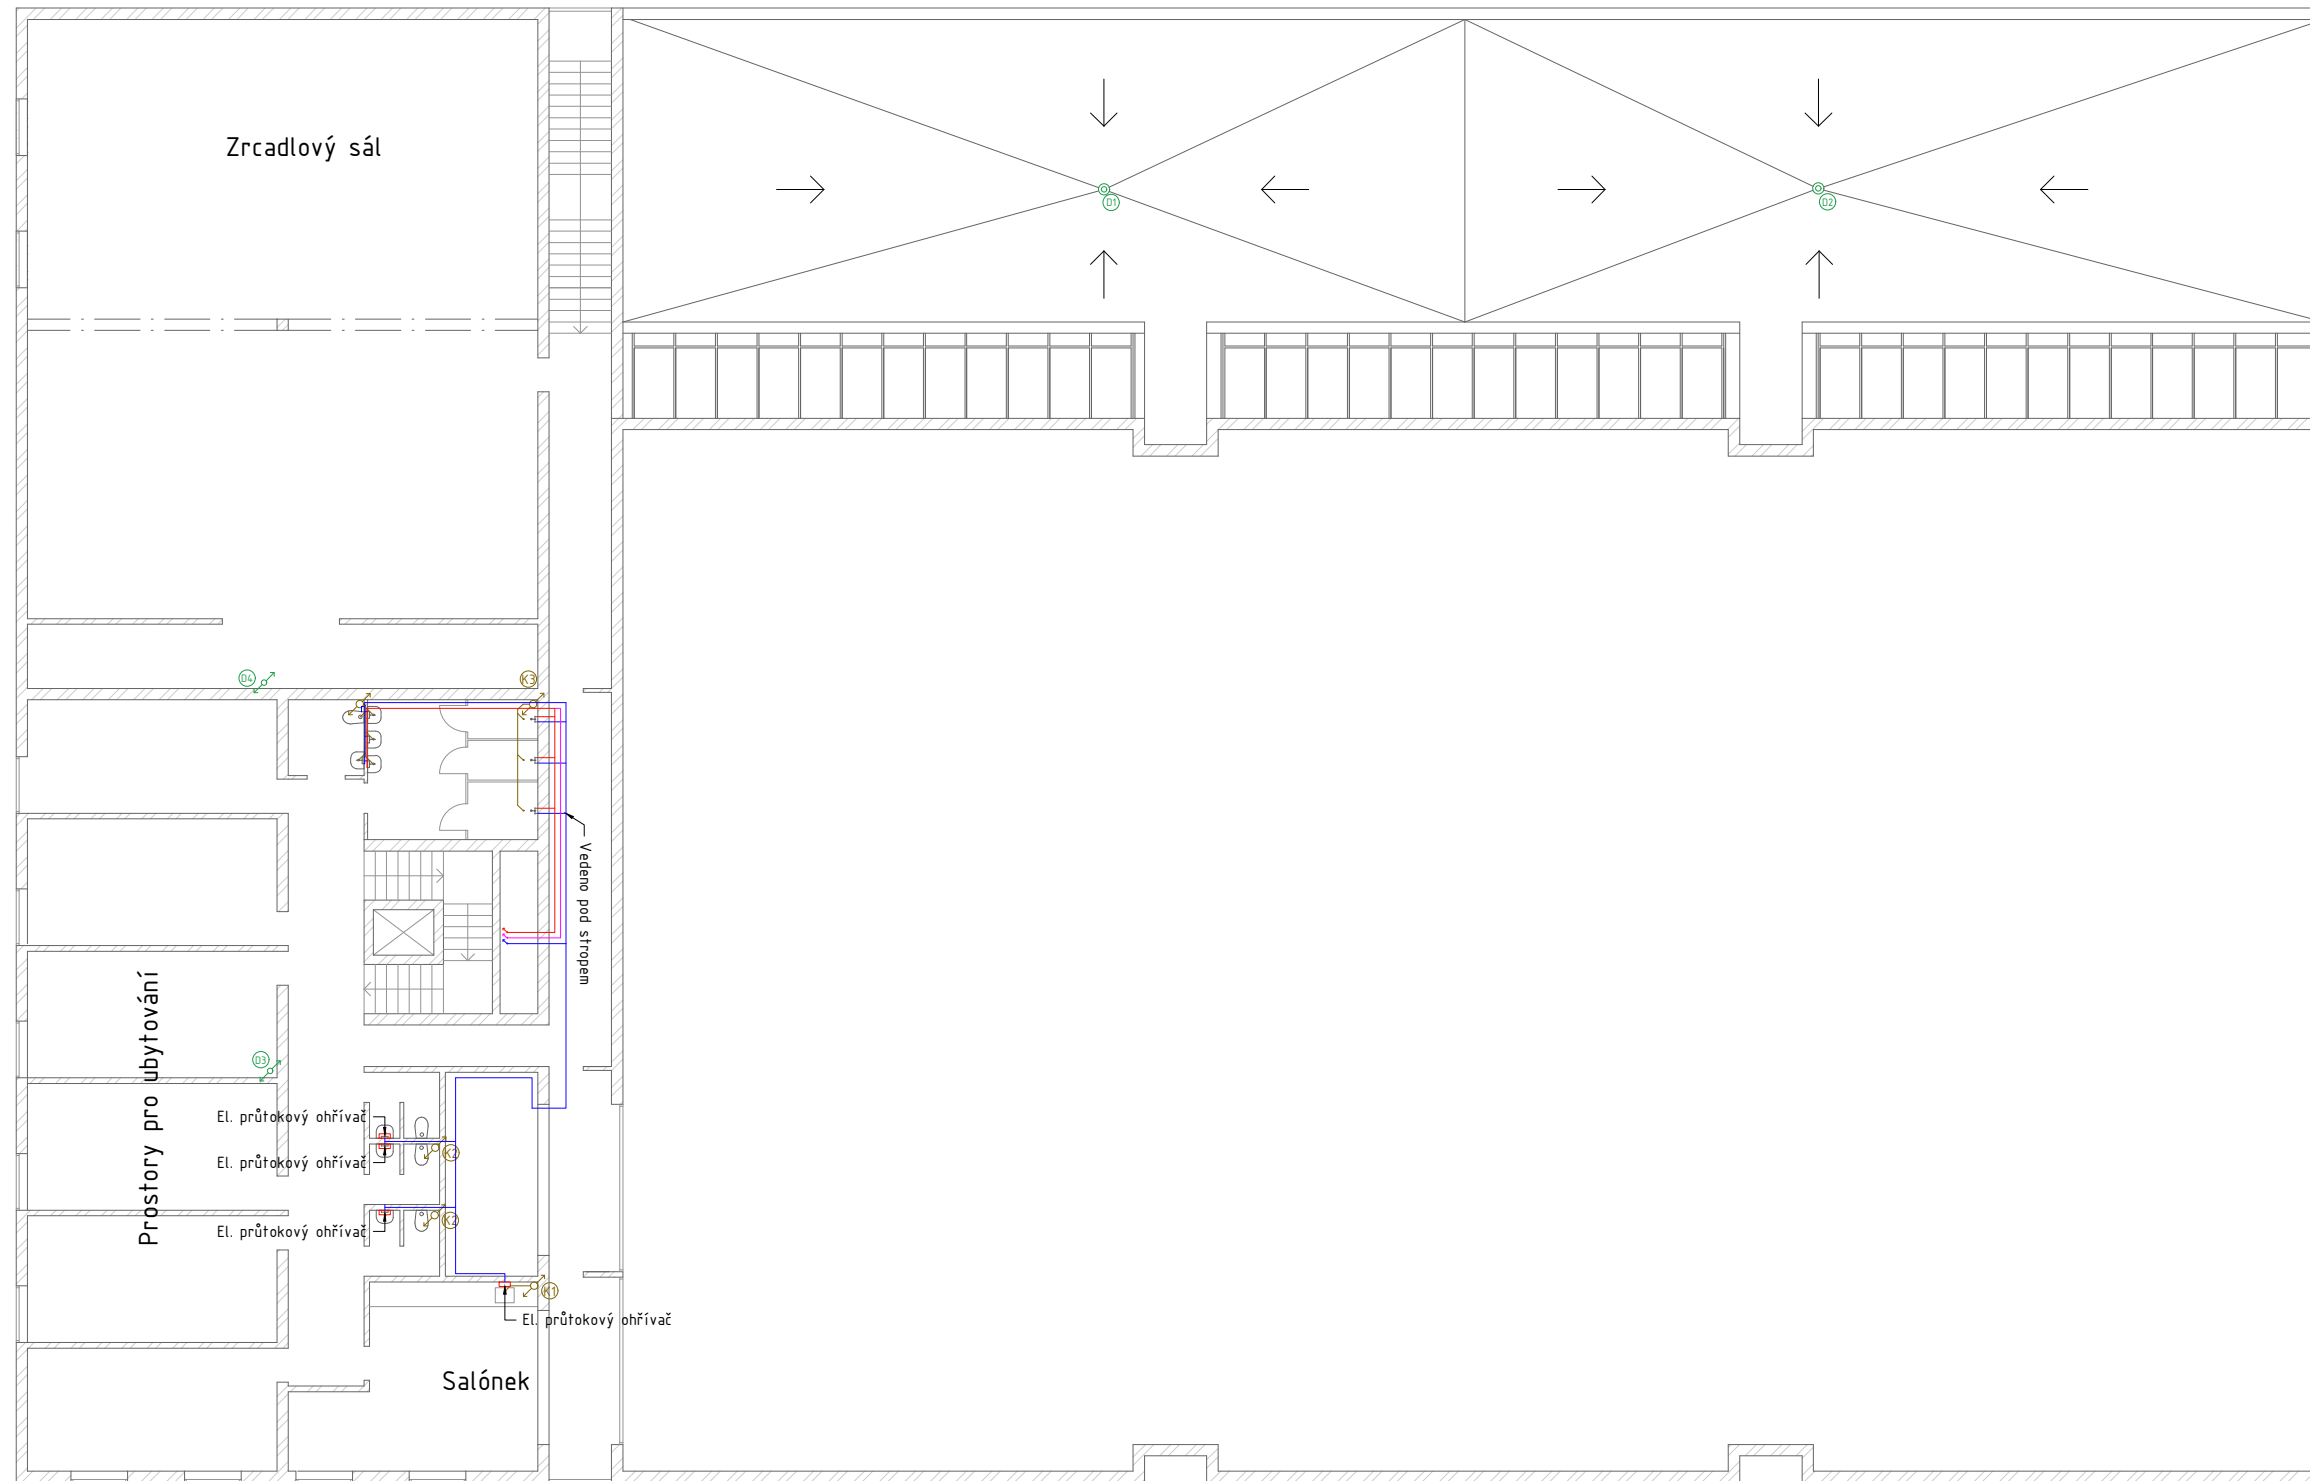 Zrcadlový sál
D1
D2
D4
K3
Vedeno pod stropem
Prostory pro ubytování
D3
El. průtokový ohřívač
K2
El. průtokový ohřívač
K2
El. průtokový ohřívač
K1
El. průtokový ohřívač
Salónek